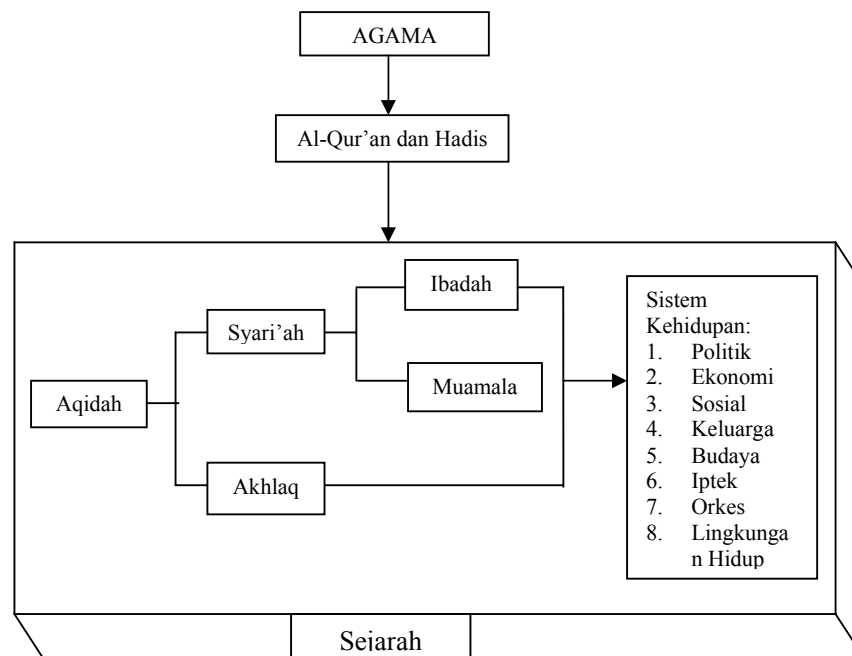 AGAMA
Al-Qur’an dan Hadis
Ibadah
Syari’ah
Muamala
Aqidah
Akhlaq
Sistem
Kehidupan:
1. Politik
2. Ekonomi
3. Sosial
4. Keluarga
5. Budaya
6. Iptek
7. Orkes
8. Lingkunga
n Hidup
Sejarah